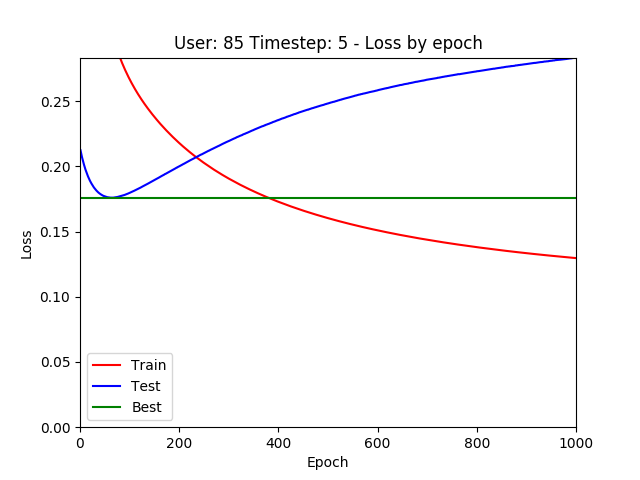 User: 85 Timestep: 5 - Loss by epoch
Loss
0.25
0.20
0.15
0.10
0.05
0.00
Train
Test
Best
0 200 400 600 800 1000
Epoch